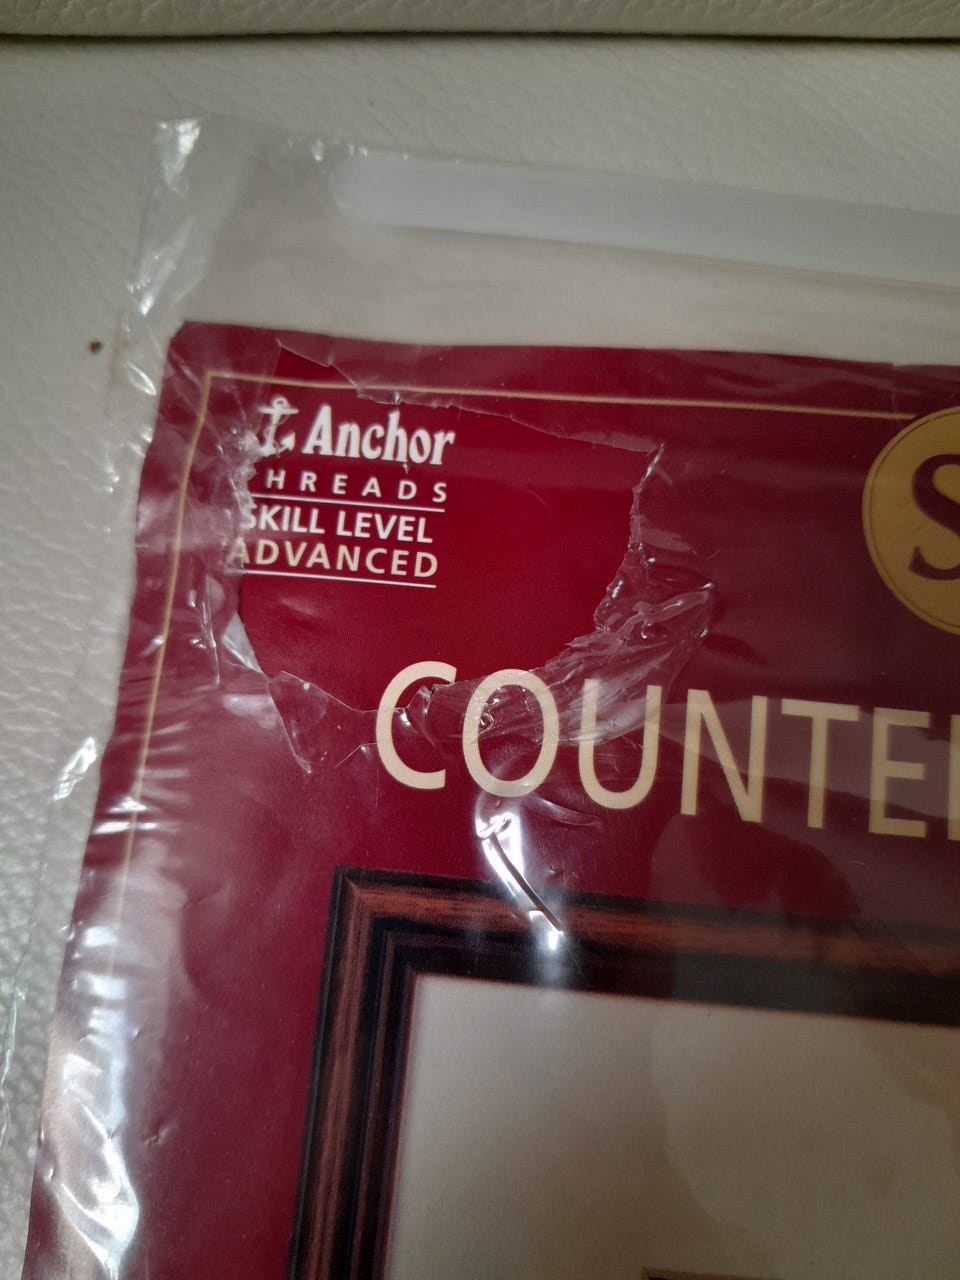 Anchor
THREADS
SKILL LEVEL
ADVANCED
S
COUNTE